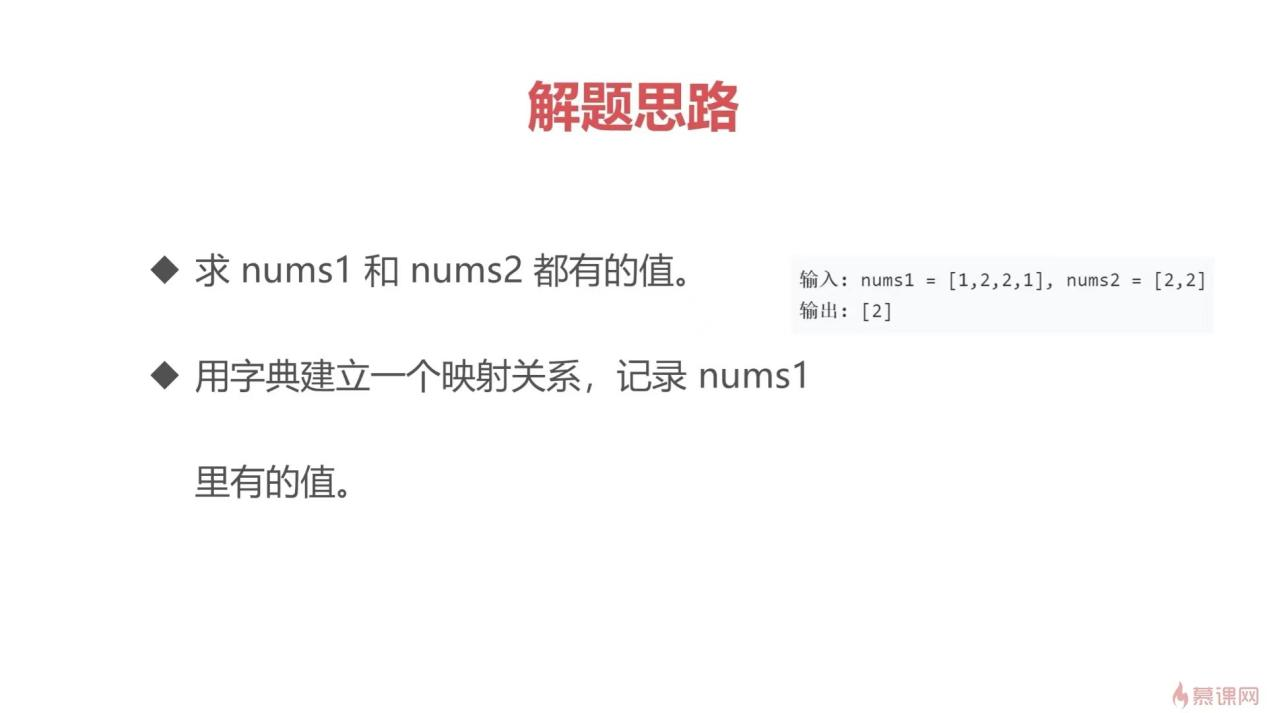 解题思路
◆ 求 nums1 和 nums2 都有的值。
输入: nums1 = [1,2,2,1], nums2 = [2,2]
输出: [2]
◆ 用字典建立一个映射关系，记录 nums1
里有的值。
慕课网